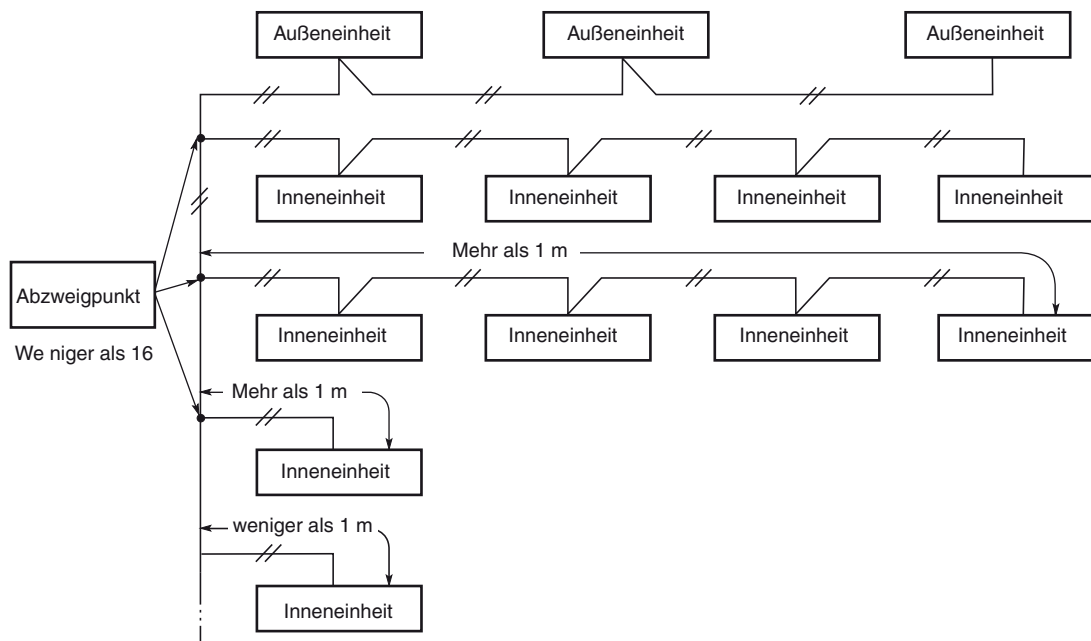 Außeneinheit Außeneinheit Außeneinheit
Inneneinheit Inneneinheit Inneneinheit Inneneinheit
Mehr als 1 m
Abzweigpunkt
Inneneinheit Inneneinheit Inneneinheit Inneneinheit
We niger als 16
Mehr als 1 m
Inneneinheit
weniger als 1 m
Inneneinheit